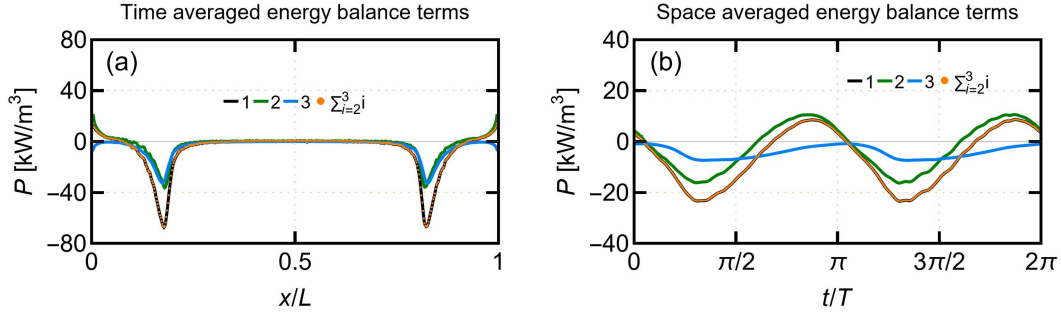 Time averaged energy balance terms
(a)
1 2 3 ∑³ᵢ₌₂i
80
40
0
−40
−80
P [kW/m³]
0 0.5 1
x/L
Space averaged energy balance terms
(b)
1 2 3 ∑³ᵢ₌₂i
40
20
0
−20
−40
P [kW/m³]
0 π/2 π 3π/2 2π
t/T